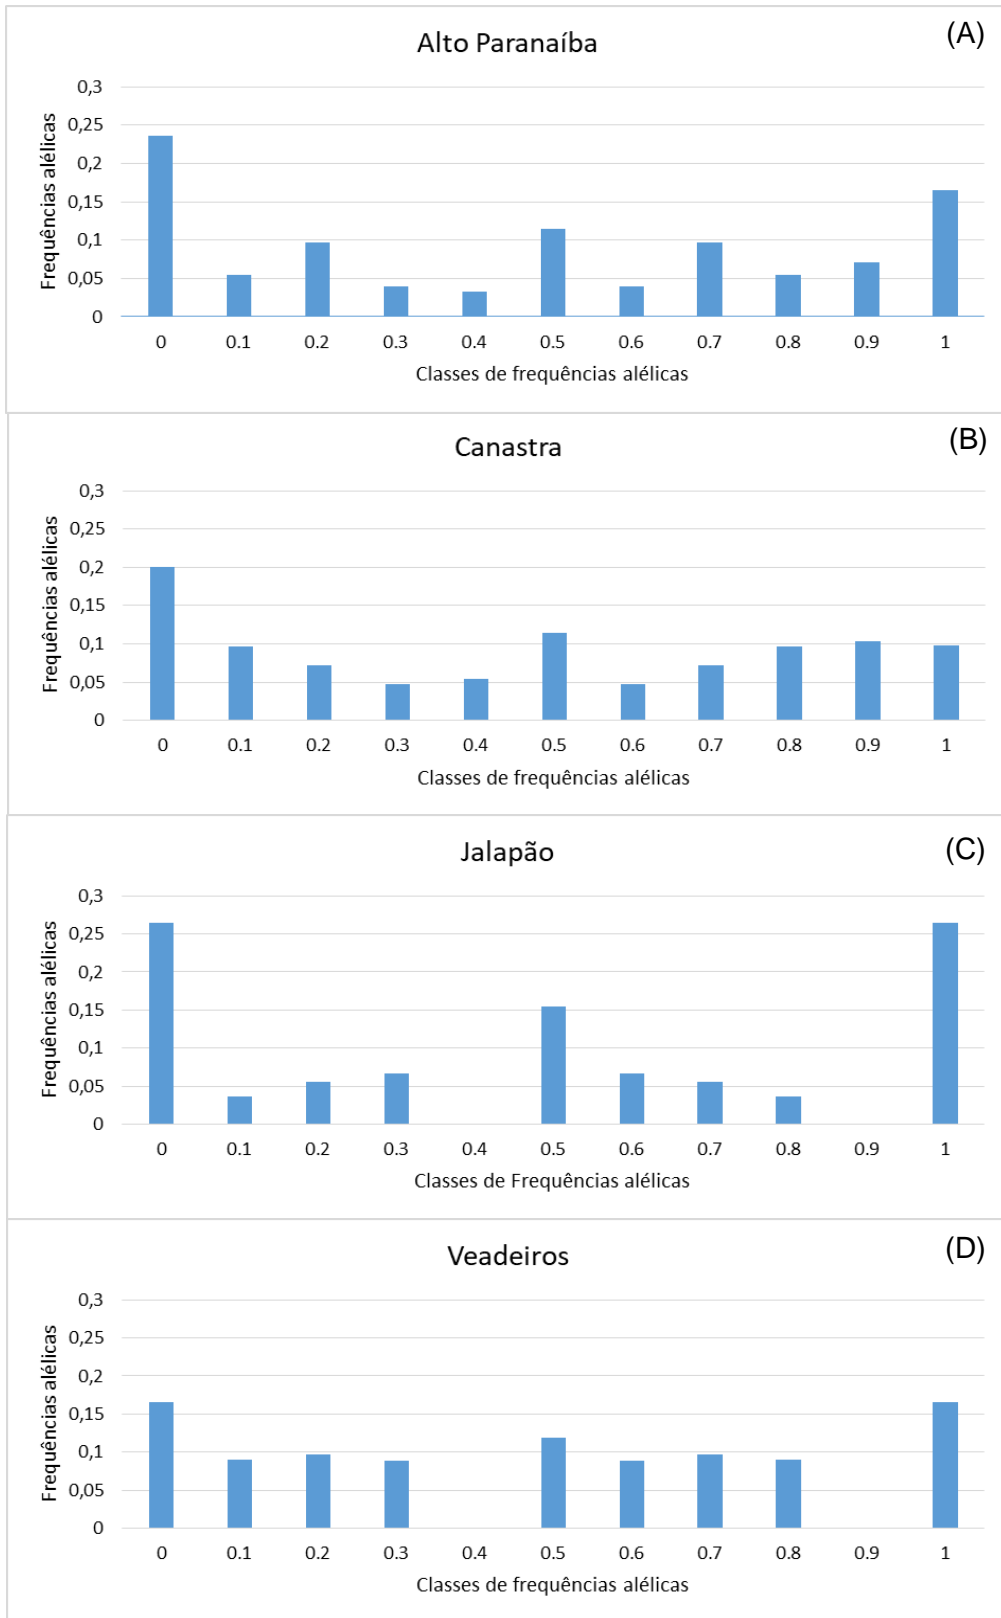 Alto Paranaíba
(A)
Frequências alélicas
0,3
0,25
0,2
0,15
0,1
0,05
0
0 0.1 0.2 0.3 0.4 0.5 0.6 0.7 0.8 0.9 1
Classes de frequências alélicas
Canastra
(B)
Frequências alélicas
0,3
0,25
0,2
0,15
0,1
0,05
0
0 0.1 0.2 0.3 0.4 0.5 0.6 0.7 0.8 0.9 1
Classes de frequências alélicas
Jalapão
(C)
Frequências alélicas
0,3
0,25
0,2
0,15
0,1
0,05
0
0 0.1 0.2 0.3 0.4 0.5 0.6 0.7 0.8 0.9 1
Classes de Frequências alélicas
Veadeiros
(D)
Frequências alélicas
0,3
0,25
0,2
0,15
0,1
0,05
0
0 0.1 0.2 0.3 0.4 0.5 0.6 0.7 0.8 0.9 1
Classes de frequências alélicas